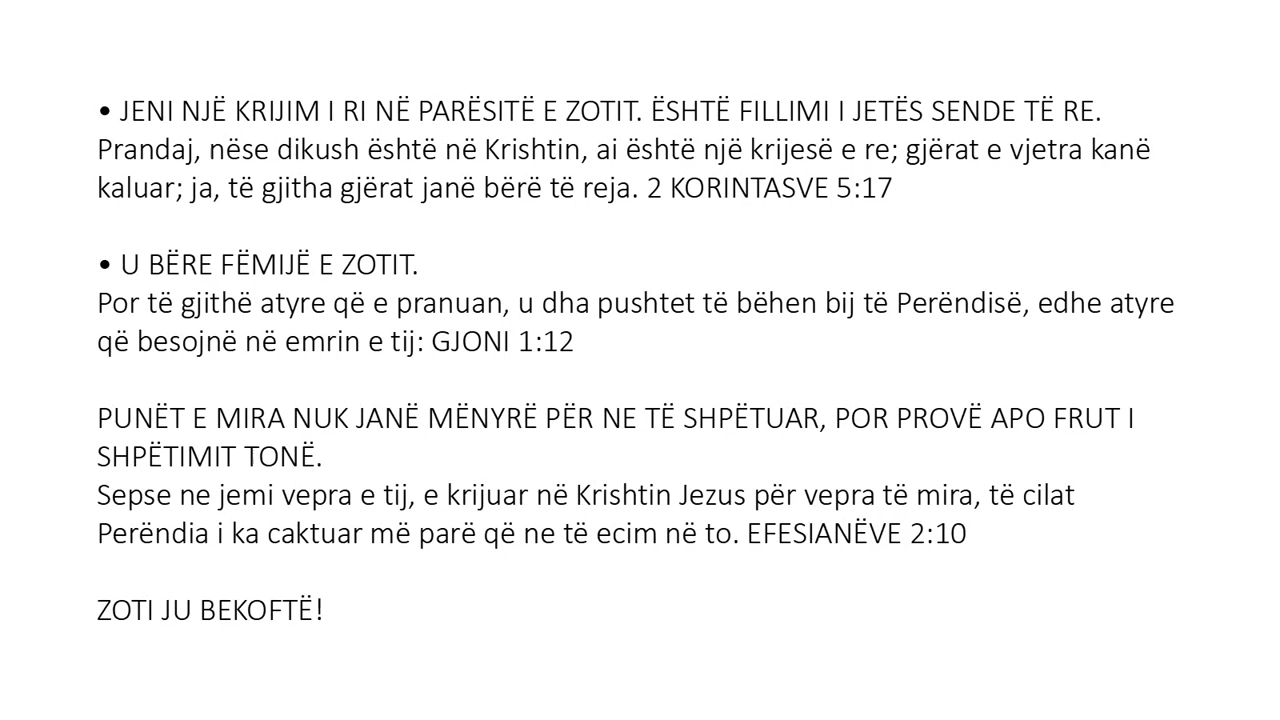 • JENI NJË KRIJIM I RI NË PARËSITË E ZOTIT. ËSHTË FILLIMI I JETËS SENDE TË RE.
Prandaj, nëse dikush është në Krishtin, ai është një krijesë e re; gjërat e vjetra kanë
kaluar; ja, të gjitha gjërat janë bërë të reja. 2 KORINTASVE 5:17
• U BËRE FËMIJË E ZOTIT.
Por të gjithë atyre që e pranuan, u dha pushtet të bëhen bij të Perëndisë, edhe atyre
që besojnë në emrin e tij: GJONI 1:12
PUNËT E MIRA NUK JANË MËNYRË PËR NE TË SHPËTUAR, POR PROVË APO FRUT I
SHPËTIMIT TONË.
Sepse ne jemi vepra e tij, e krijuar në Krishtin Jezus për vepra të mira, të cilat
Perëndia i ka caktuar më parë që ne të ecim në to. EFESIANËVE 2:10
ZOTI JU BEKOFTË!